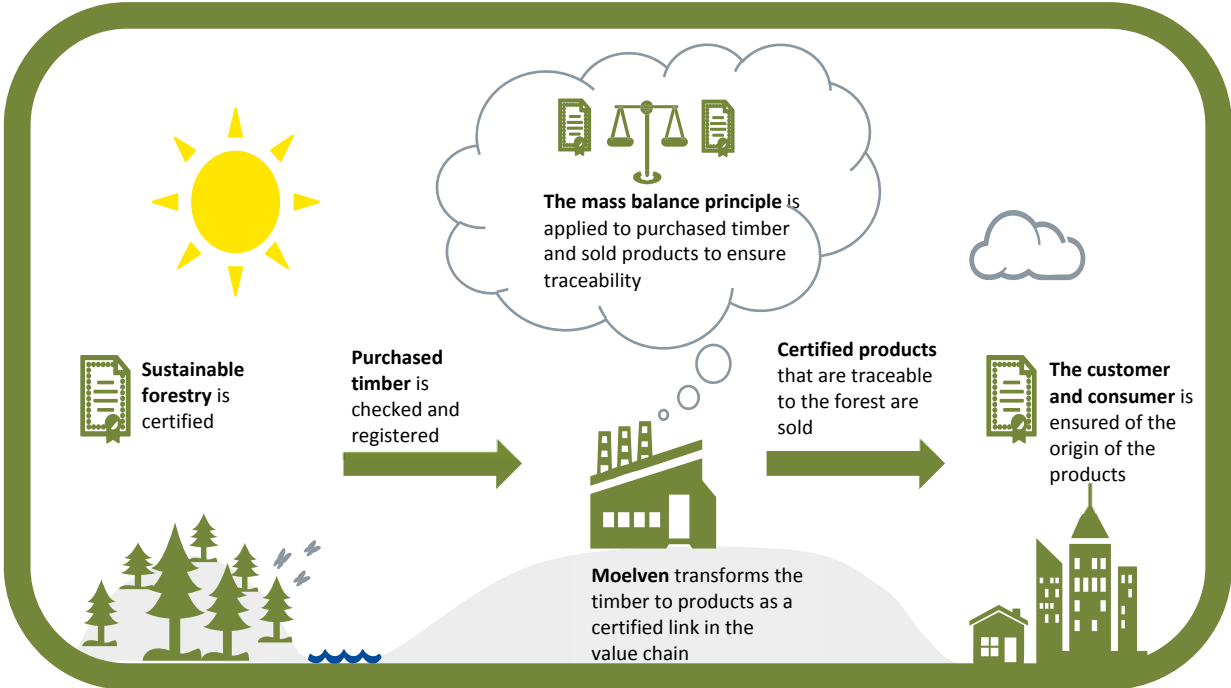 The mass balance principle is
applied to purchased timber
and sold products to ensure
traceability
Sustainable
forestry is
certified
Purchased
timber is
checked and
registered
Certified products
that are traceable
to the forest are
sold
The customer
and consumer is
ensured of the
origin of the
products
Moelven transforms the
timber to products as a
certified link in the
value chain